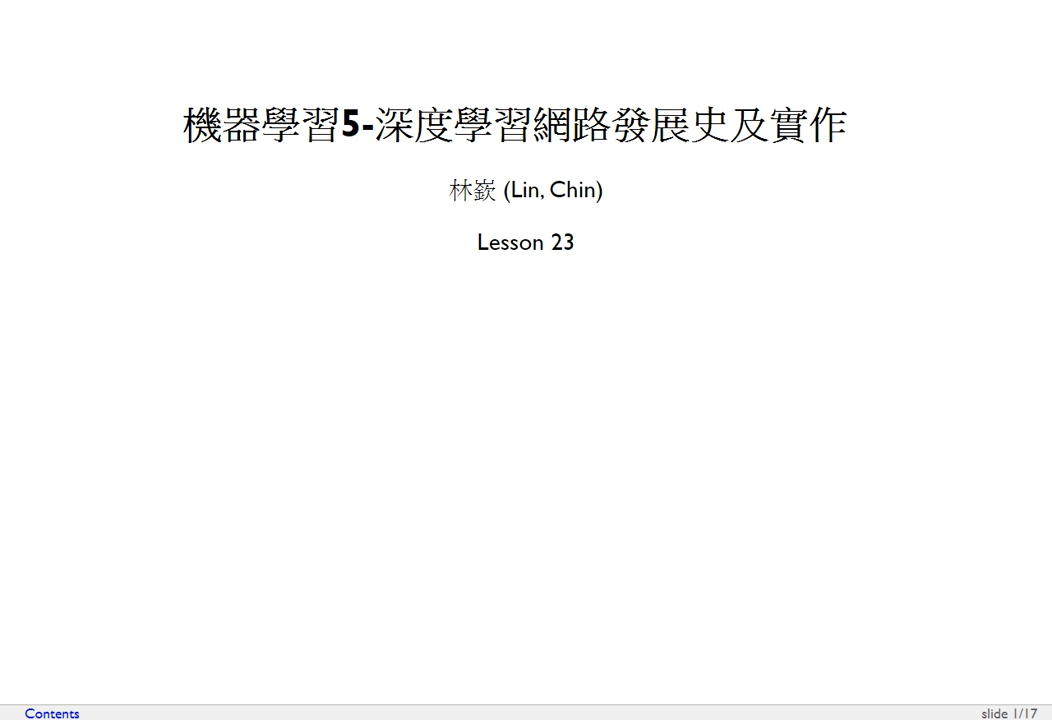 機器學習5-深度學習網路發展史及實作
林嶔 (Lin, Chin)
Lesson 23
Contents
slide 1/17